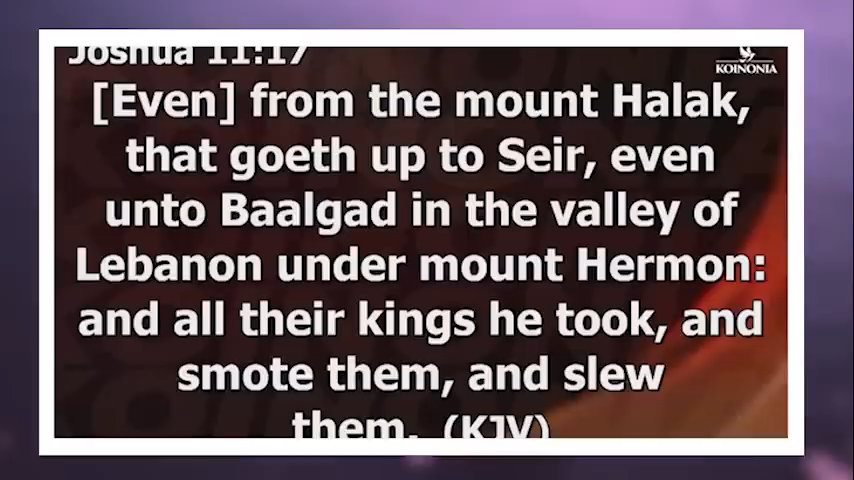 Joshua 11:17
KOINONIA
[Even] from the mount Halak,
that goeth up to Seir, even
unto Baalgad in the valley of
Lebanon under mount Hermon:
and all their kings he took, and
smote them, and slew
them. (KJV)